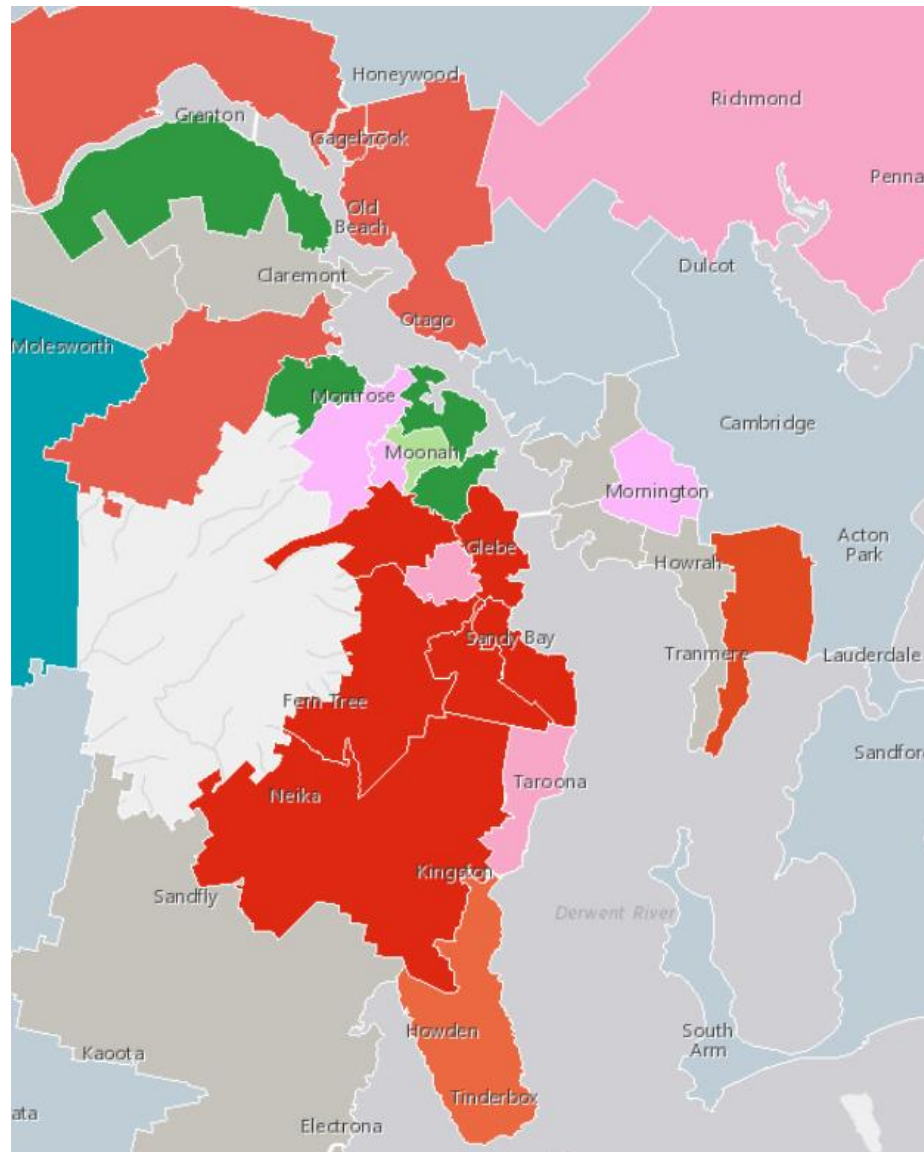 Honeywood
Richmond
Granton
Gagebrook
Penna
Old
Beach
Dulcot
Claremont
Otago
Molesworth
Montrose
Cambridge
Moonah
Mornington
Acton
Park
Glebe
Howrah
Sandy Bay
Tranmere
Lauderdale
Fern Tree
Sandfor
Taroona
Neika
Kingston
Sandfly
Derwent River
Howden
South
Arm
Kaoota
Tinderbox
ata
Electrona